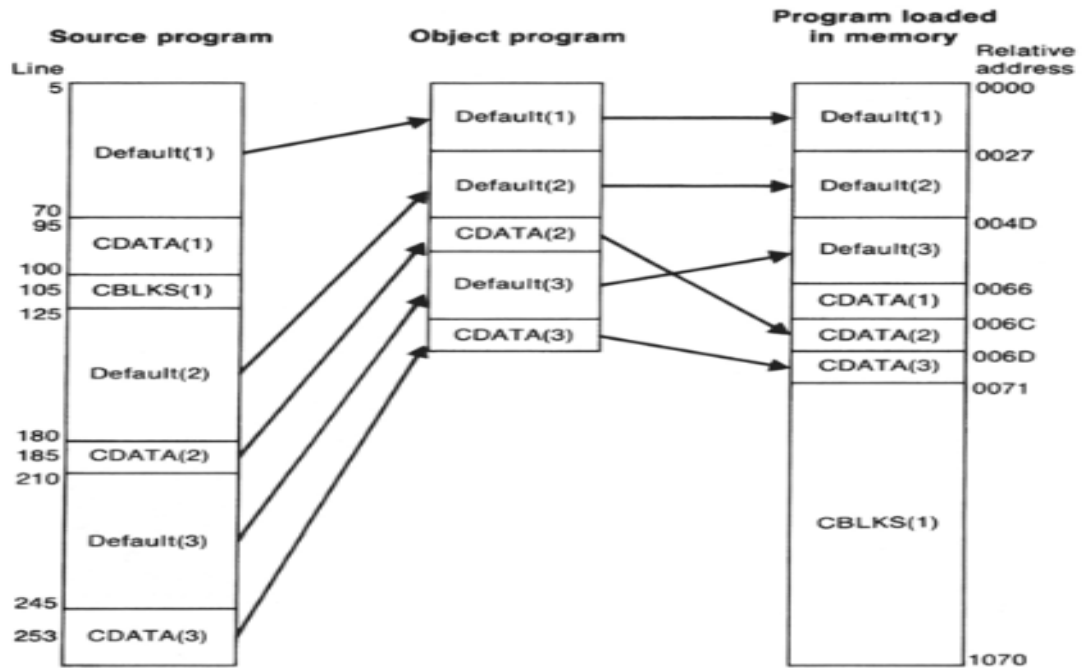 Source program
Object program
Program loaded
in memory
Line
Relative
address
5
Default(1)
70
95
CDATA(1)
100
105
CBLKS(1)
125
Default(2)
180
185
CDATA(2)
210
Default(3)
245
253
CDATA(3)
Default(1)
Default(2)
CDATA(2)
Default(3)
CDATA(3)
0000
Default(1)
0027
Default(2)
004D
Default(3)
0066
CDATA(1)
006C
CDATA(2)
006D
CDATA(3)
0071
CBLKS(1)
1070